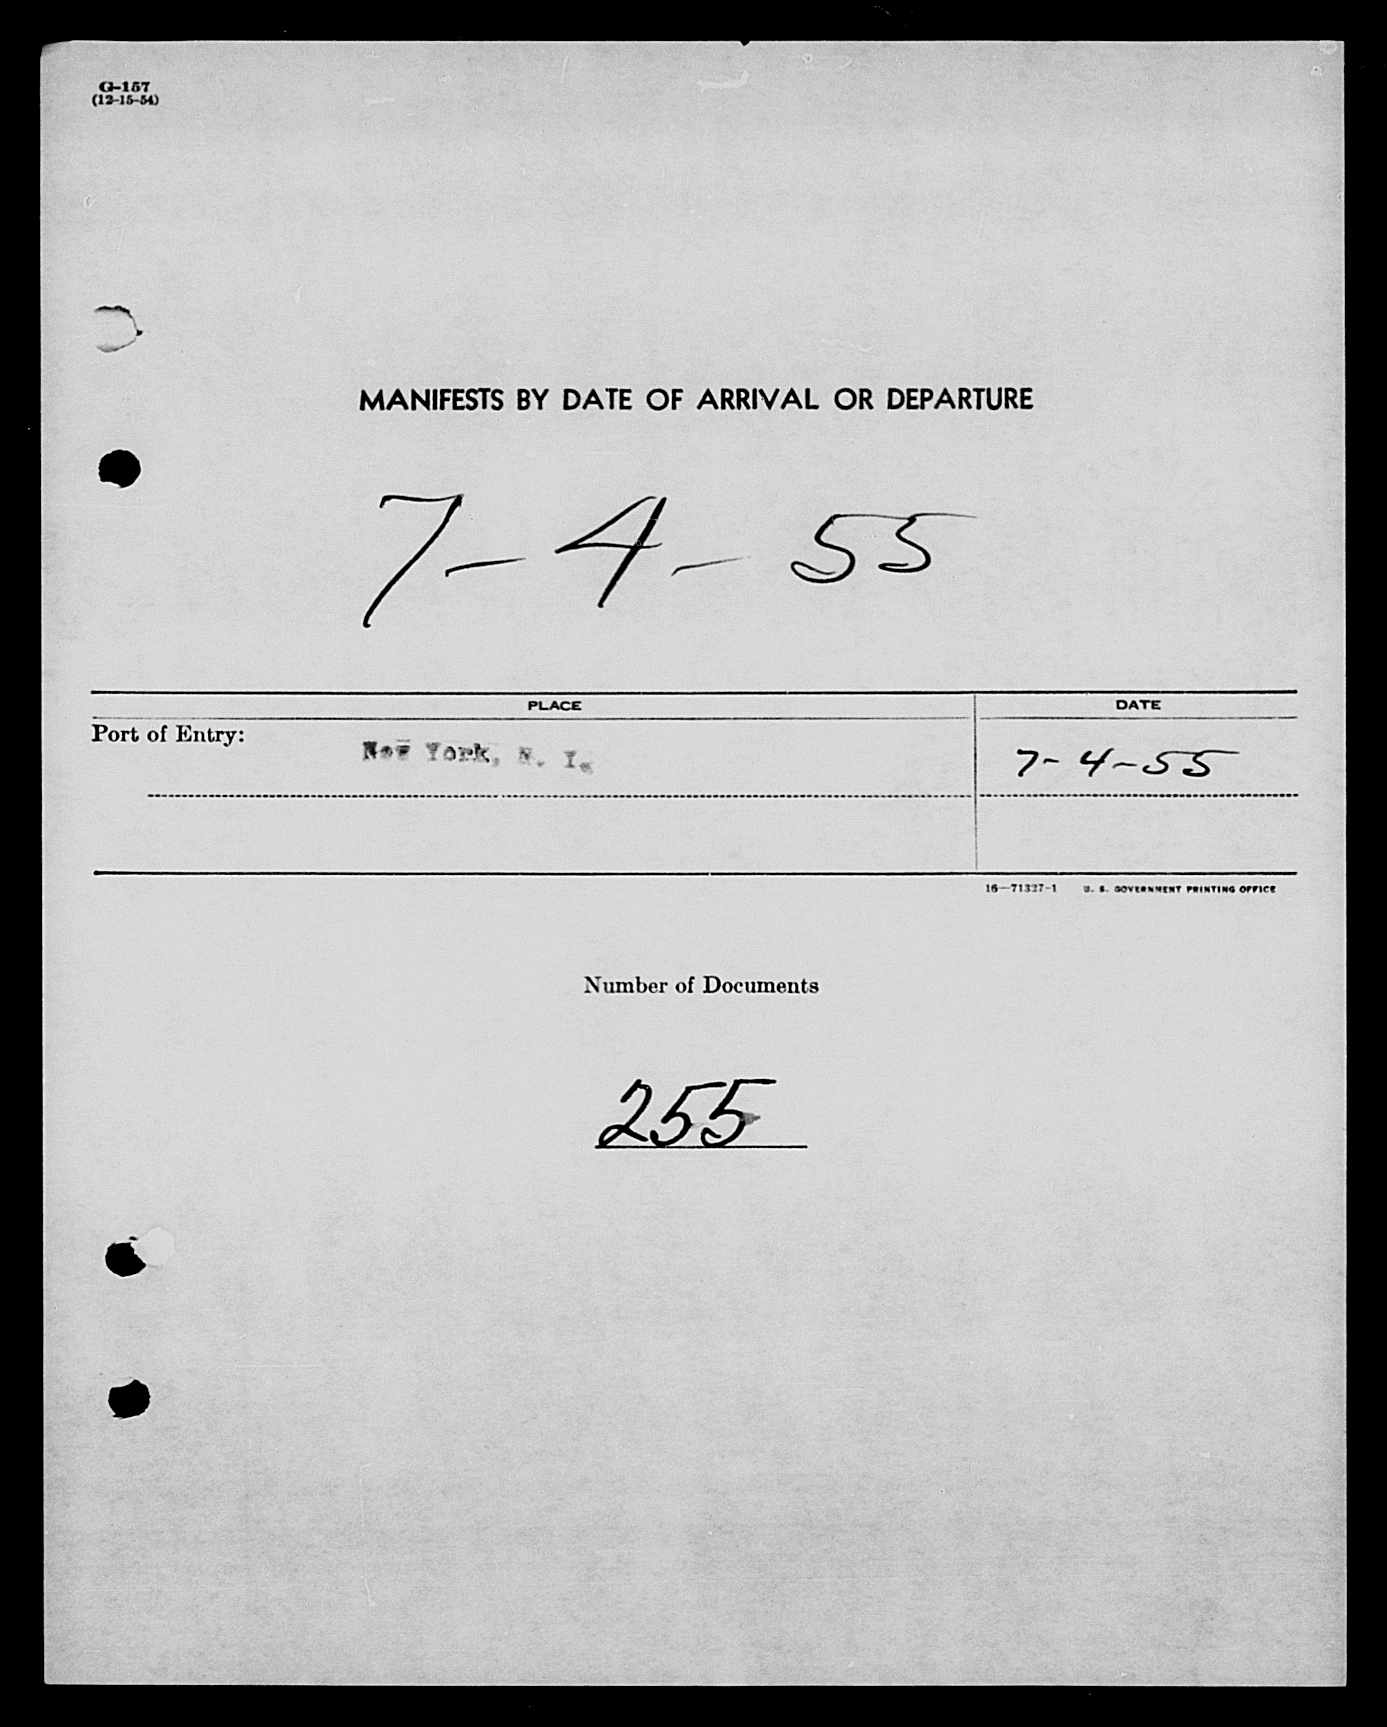 G-157
(12-15-54)
MANIFESTS BY DATE OF ARRIVAL OR DEPARTURE
7-4-55
PLACE DATE
Port of Entry: New York, N. Y. 7-4-55
16—71327-1 U. S. GOVERNMENT PRINTING OFFICE
Number of Documents
255